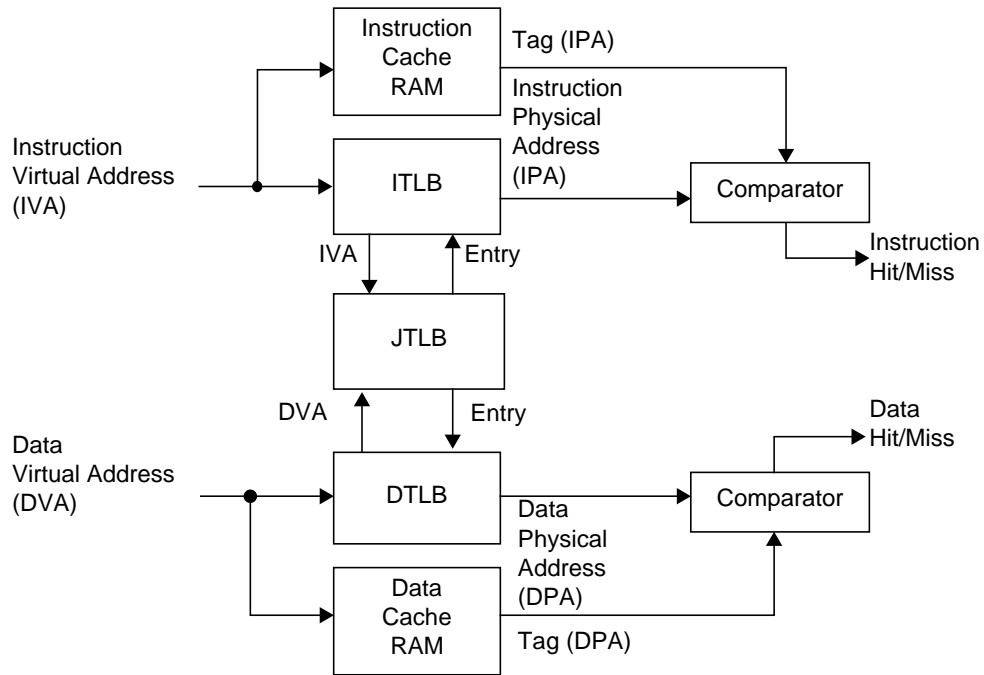 Instruction
Cache
RAM
Tag (IPA)
Instruction
Physical
Address
(IPA)
Instruction
Virtual Address
(IVA)
ITLB
Comparator
IVA
Entry
Instruction
Hit/Miss
JTLB
DVA
Entry
Data
Hit/Miss
Data
Virtual Address
(DVA)
DTLB
Comparator
Data
Physical
Address
(DPA)
Data
Cache
RAM
Tag (DPA)